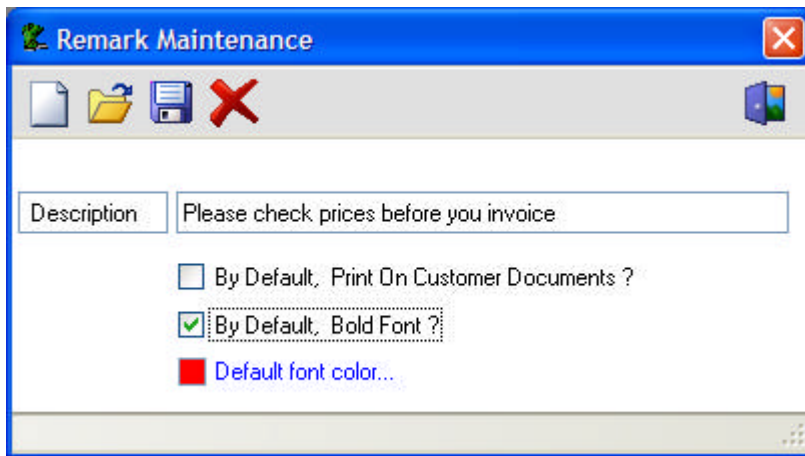 Remark Maintenance
Description Please check prices before you invoice
By Default, Print On Customer Documents ?
By Default, Bold Font ?
Default font color...